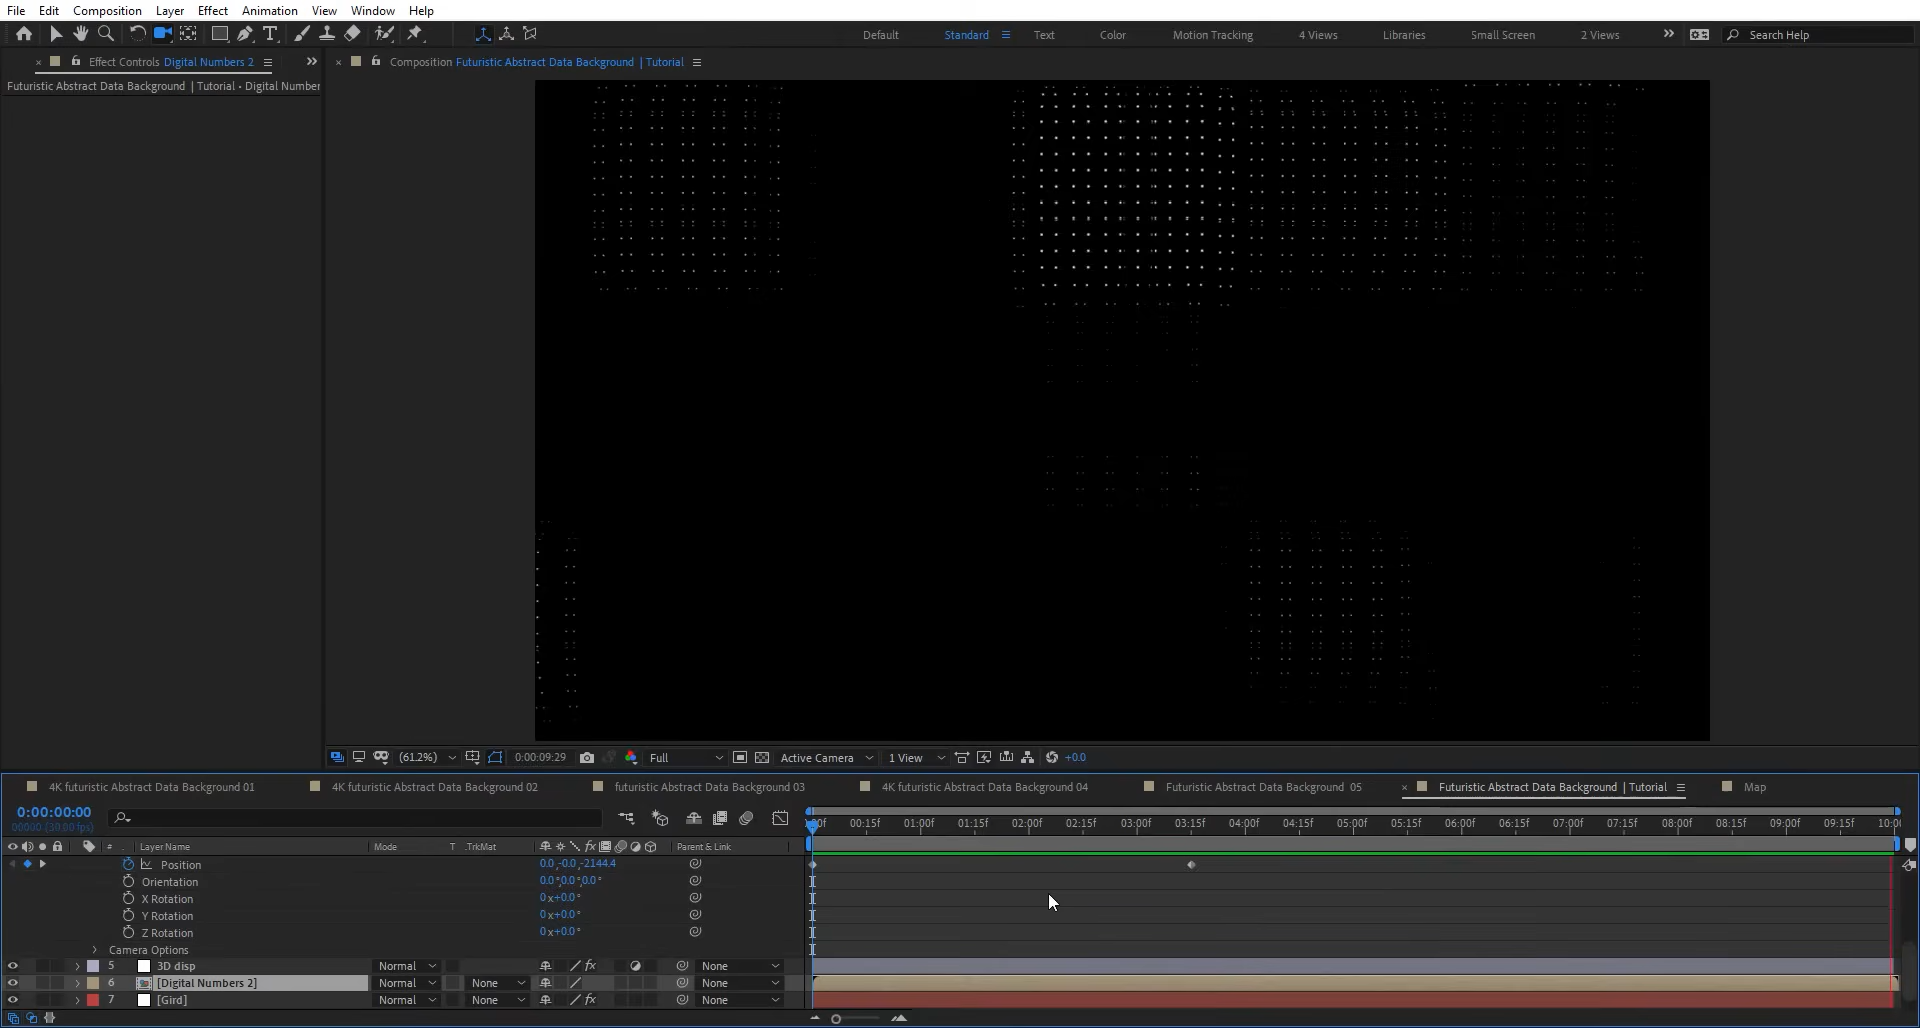 File Edit Composition Layer Effect Animation View Window Help
Default Standard Text Color Motion Tracking 4 Views Libraries Small Screen 2 Views Search Help
Effect Controls Digital Numbers 2
Composition Futuristic Abstract Data Background | Tutorial
Futuristic Abstract Data Background | Tutorial • Digital Number
(61.2%) 0:00:09:29 Full Active Camera 1 View +0.0
4K futuristic Abstract Data Background 01 4K futuristic Abstract Data Background 02 futuristic Abstract Data Background 03 4K futuristic Abstract Data Background 04 Futuristic Abstract Data Background 05 Futuristic Abstract Data Background | Tutorial Map
0:00:00:00
00000 (30.00 fps)
:00f 00:15f 01:00f 01:15f 02:00f 02:15f 03:00f 03:15f 04:00f 04:15f 05:00f 05:15f 06:00f 06:15f 07:00f 07:15f 08:00f 08:15f 09:00f 09:15f 10:0
# Layer Name Mode T .TrkMat Parent & Link
Position 0.0,-0.0,-2144.4
Orientation 0.0°,0.0°,0.0°
X Rotation 0x+0.0°
Y Rotation 0x+0.0°
Z Rotation 0x+0.0°
Camera Options
5 3D disp Normal fx None
6 [Digital Numbers 2] Normal None None
7 [Gird] Normal None fx None